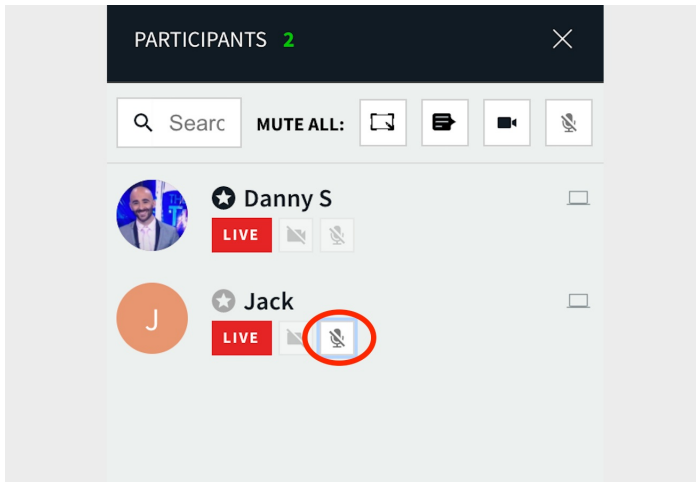 PARTICIPANTS 2
Searc MUTE ALL:
Danny S
LIVE
J
Jack
LIVE